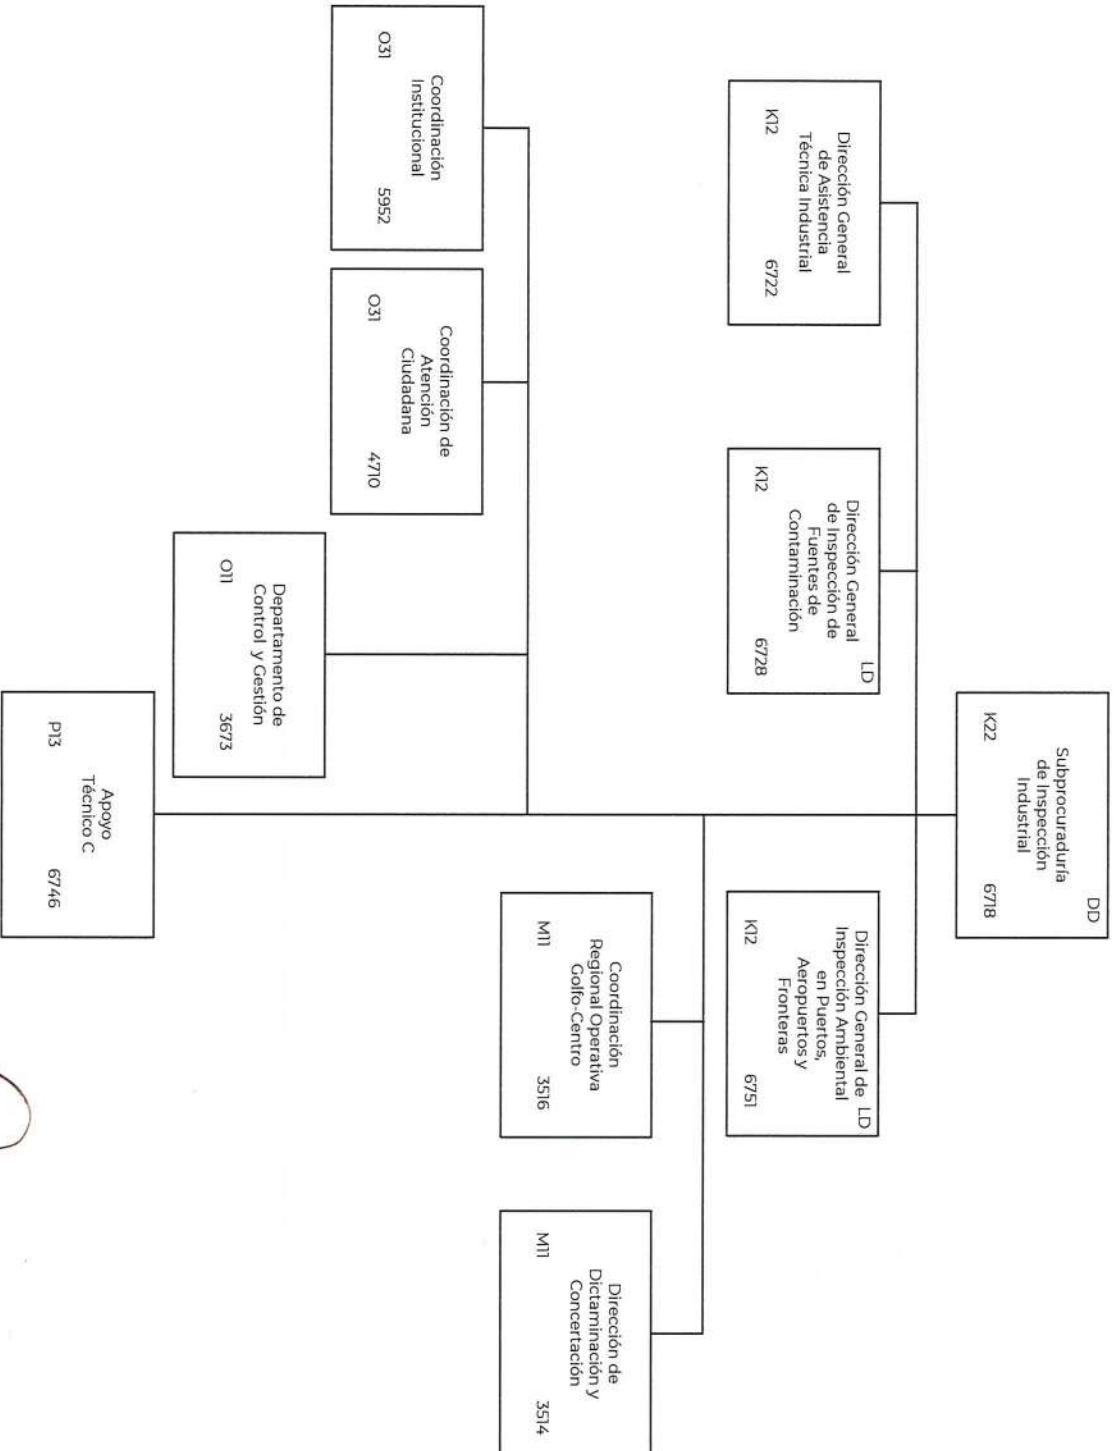 DD
Subprocuraduría
de Inspección
Industrial
K22 6718
Dirección General
de Asistencia
Técnica Industrial
K12 6722
LD
Dirección General
de Inspección de
Fuentes de
Contaminación
K12 6728
LD
Dirección General de
Inspección Ambiental
en Puertos,
Aeropuertos y
Fronteras
K12 6751
Coordinación
Regional Operativa
Golfo-Centro
M11 3516
Dirección de
Dictaminación y
Concertación
M11 3514
Coordinación
Institucional
O31 5952
Coordinación de
Atención
Ciudadana
O31 4710
Departamento de
Control y Gestión
O11 3673
Apoyo
Técnico C
P13 6746